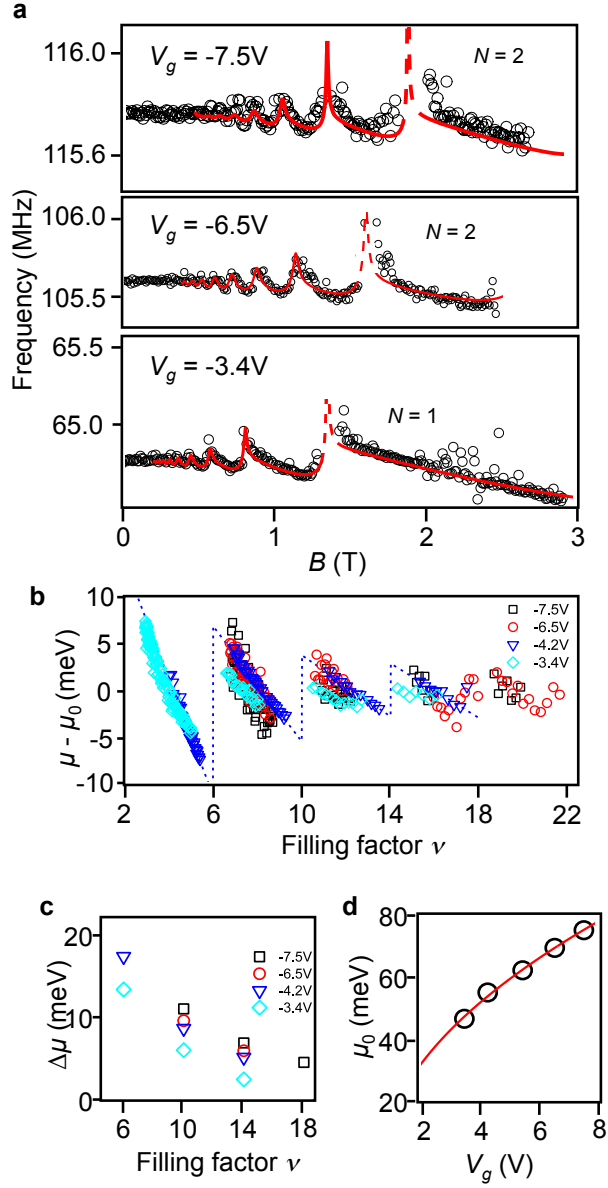 a
V_g = -7.5V
N = 2
116.0
115.6
V_g = -6.5V
N = 2
106.0
105.5
V_g = -3.4V
N = 1
65.5
65.0
Frequency (MHz)
0 1 2 3
B (T)
b
10
5
0
-5
-10
μ - μ₀ (meV)
-7.5V
-6.5V
-4.2V
-3.4V
2 6 10 14 18 22
Filling factor ν
c
20
10
0
Δμ (meV)
-7.5V
-6.5V
-4.2V
-3.4V
6 10 14 18
Filling factor ν
d
80
60
40
20
μ₀ (meV)
2 4 6 8
V_g (V)